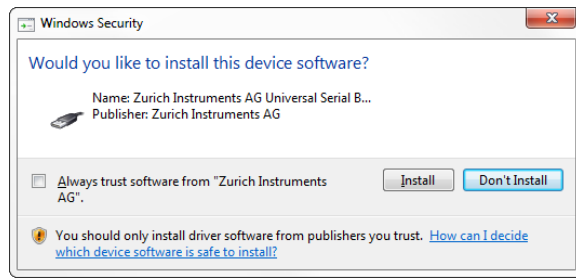 Windows Security
Would you like to install this device software?
Name: Zurich Instruments AG Universal Serial B...
Publisher: Zurich Instruments AG
Always trust software from "Zurich Instruments
AG".
Install
Don't Install
You should only install driver software from publishers you trust. How can I decide
which device software is safe to install?